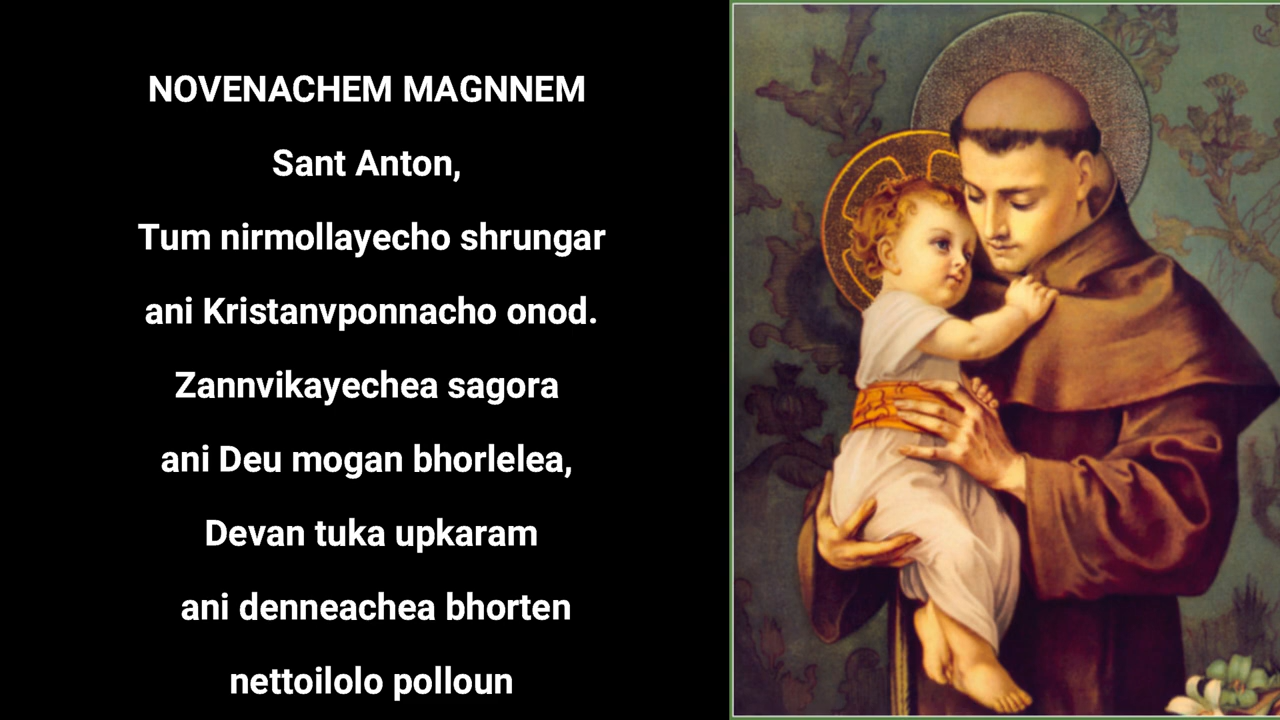 NOVENACHEM MAGNNEM
Sant Anton,
Tum nirmollayecho shrungar
ani Kristanvponnacho onod.
Zannvikayechea sagora
ani Deu mogan bhorlelea,
Devan tuka upkaram
ani denneachea bhorten
nettoilolo polloun